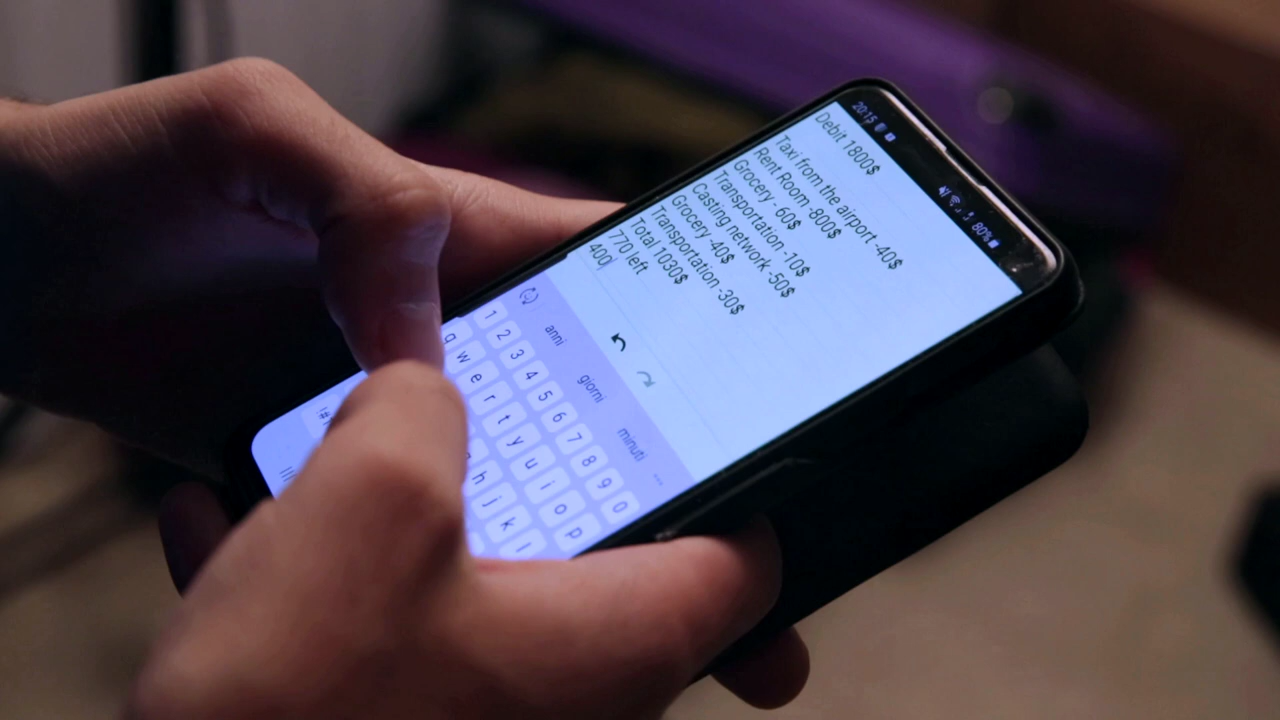 20:15
80%
Debit 1800$
Taxi from the airport -40$
Rent Room -800$
Grocery - 60$
Transportation -10$
Casting network -50$
Grocery -40$
Transportation -30$
Total 1030$
770 left
400
anni giorni minuti ...
1 2 3 4 5 6 7 8 9 0
q w e r t y u i o p
h j k l
!#